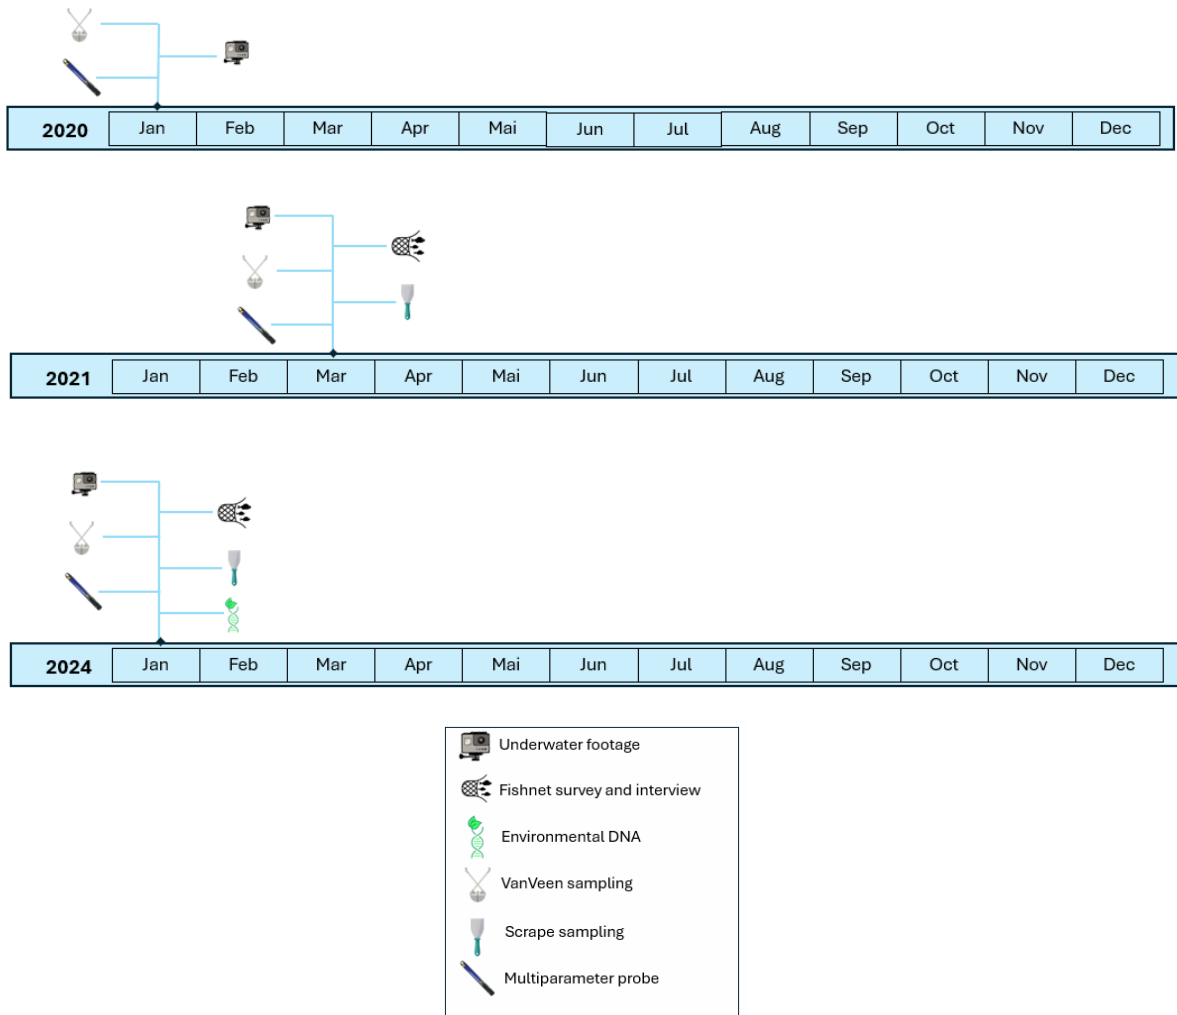 2020 Jan Feb Mar Apr Mai Jun Jul Aug Sep Oct Nov Dec
2021 Jan Feb Mar Apr Mai Jun Jul Aug Sep Oct Nov Dec
2024 Jan Feb Mar Apr Mai Jun Jul Aug Sep Oct Nov Dec
Underwater footage
Fishnet survey and interview
Environmental DNA
VanVeen sampling
Scrape sampling
Multiparameter probe